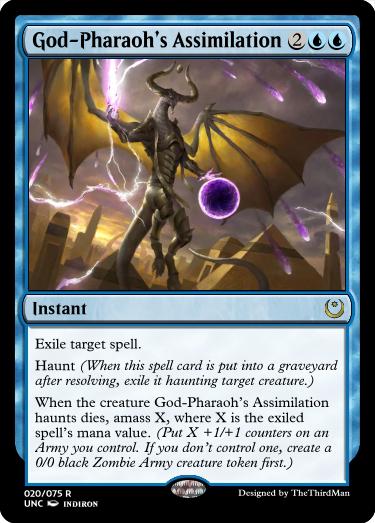 God-Pharaoh's Assimilation 2
Instant
Exile target spell.
Haunt (When this spell card is put into a graveyard
after resolving, exile it haunting target creature.)
When the creature God-Pharaoh's Assimilation
haunts dies, amass X, where X is the exiled
spell's mana value. (Put X +1/+1 counters on an
Army you control. If you don't control one, create a
0/0 black Zombie Army creature token first.)
020/075 R
UNC INDIRON
Designed by TheThirdMan